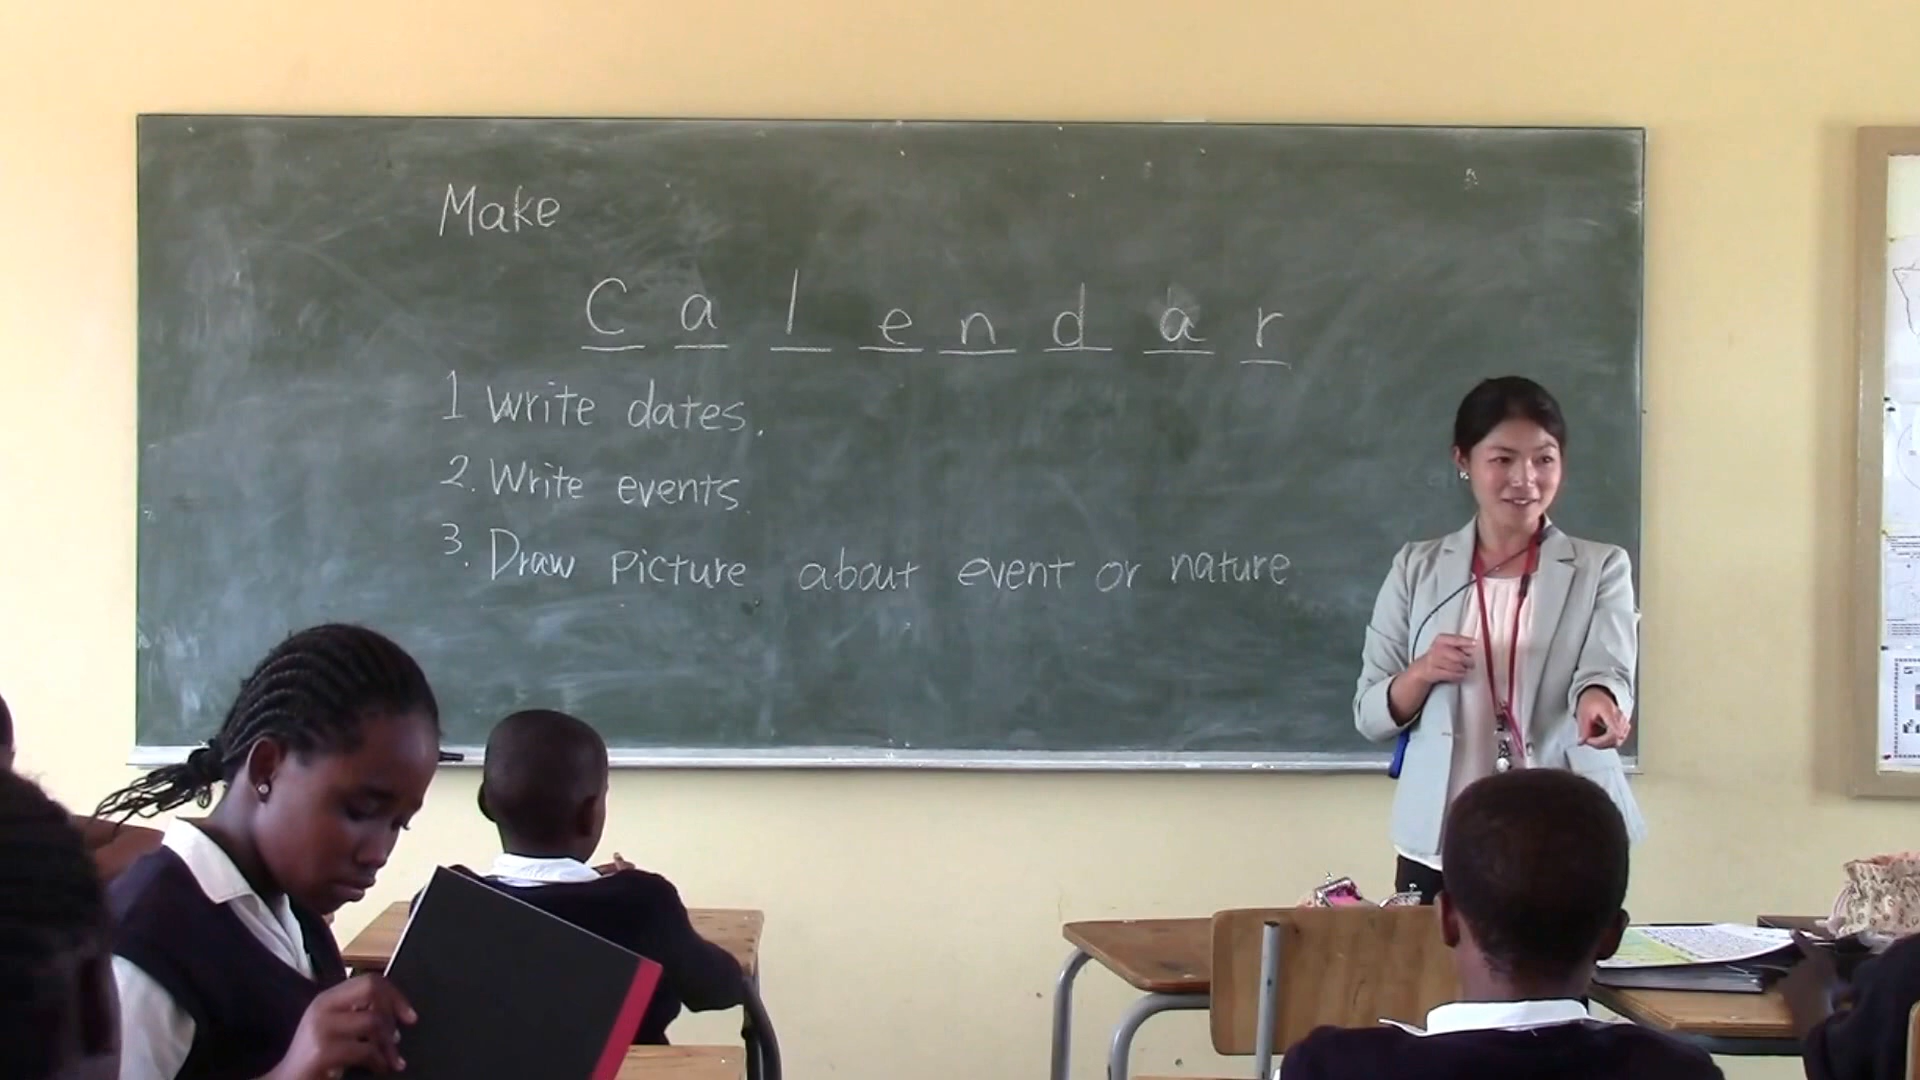 Make
Calendar
1 Write dates.
2. Write events.
3. Draw picture about event or nature